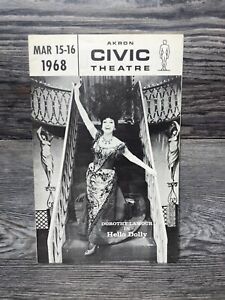 MAR 15-16
1968
AKRON
CIVIC
THEATRE
DOROTHY LAMOUR
in
Hello Dolly